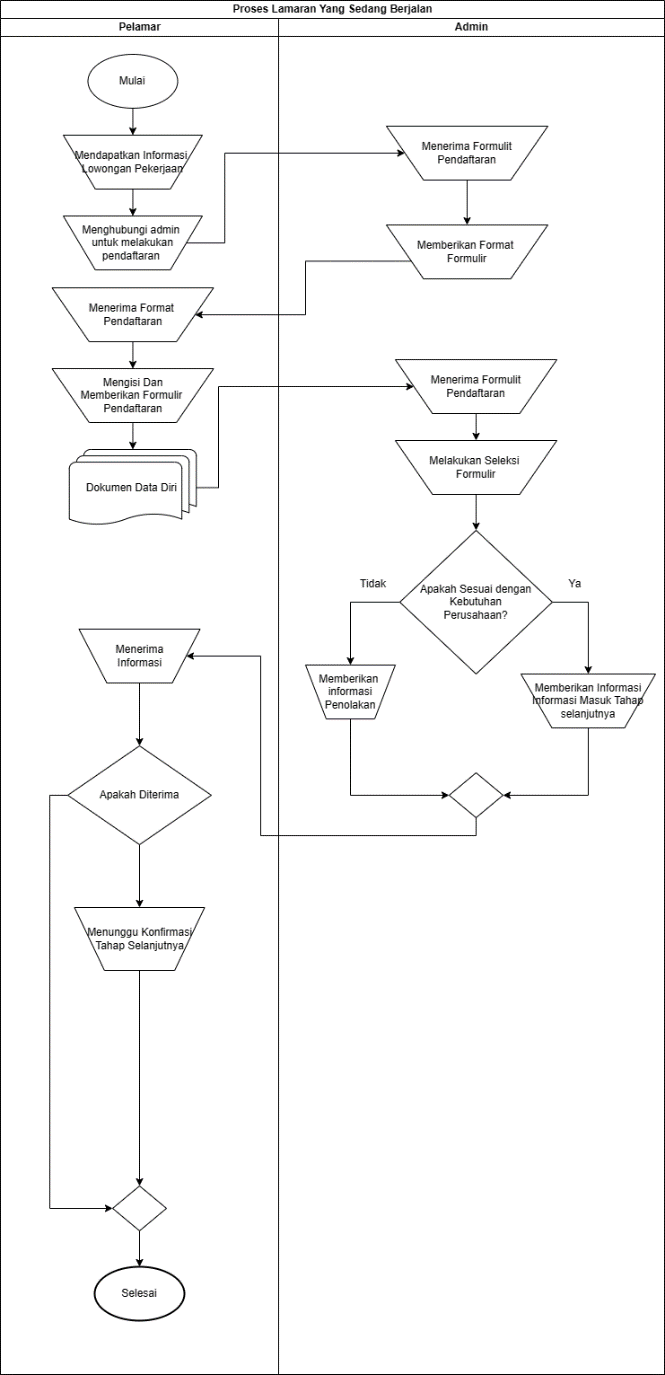 Proses Lamaran Yang Sedang Berjalan
Pelamar
Admin
Mulai
Mendapatkan Informasi
Lowongan Pekerjaan
Menghubungi admin
untuk melakukan
pendaftaran
Menerima Formulit
Pendaftaran
Memberikan Format
Formulir
Menerima Format
Pendaftaran
Mengisi Dan
Memberikan Formulir
Pendaftaran
Dokumen Data Diri
Menerima Formulit
Pendaftaran
Melakukan Seleksi
Formulir
Apakah Sesuai dengan
Kebutuhan
Perusahaan?
Tidak
Ya
Memberikan
informasi
Penolakan
Memberikan Informasi
Informasi Masuk Tahap
selanjutnya
Menerima
Informasi
Apakah Diterima
Menunggu Konfirmasi
Tahap Selanjutnya
Selesai